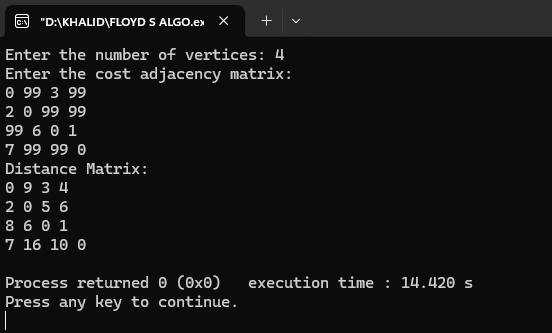 "D:\KHALID\FLOYD S ALGO.ex
Enter the number of vertices: 4
Enter the cost adjacency matrix:
0 99 3 99
2 0 99 99
99 6 0 1
7 99 99 0
Distance Matrix:
0 9 3 4
2 0 5 6
8 6 0 1
7 16 10 0
Process returned 0 (0x0)   execution time : 14.420 s
Press any key to continue.